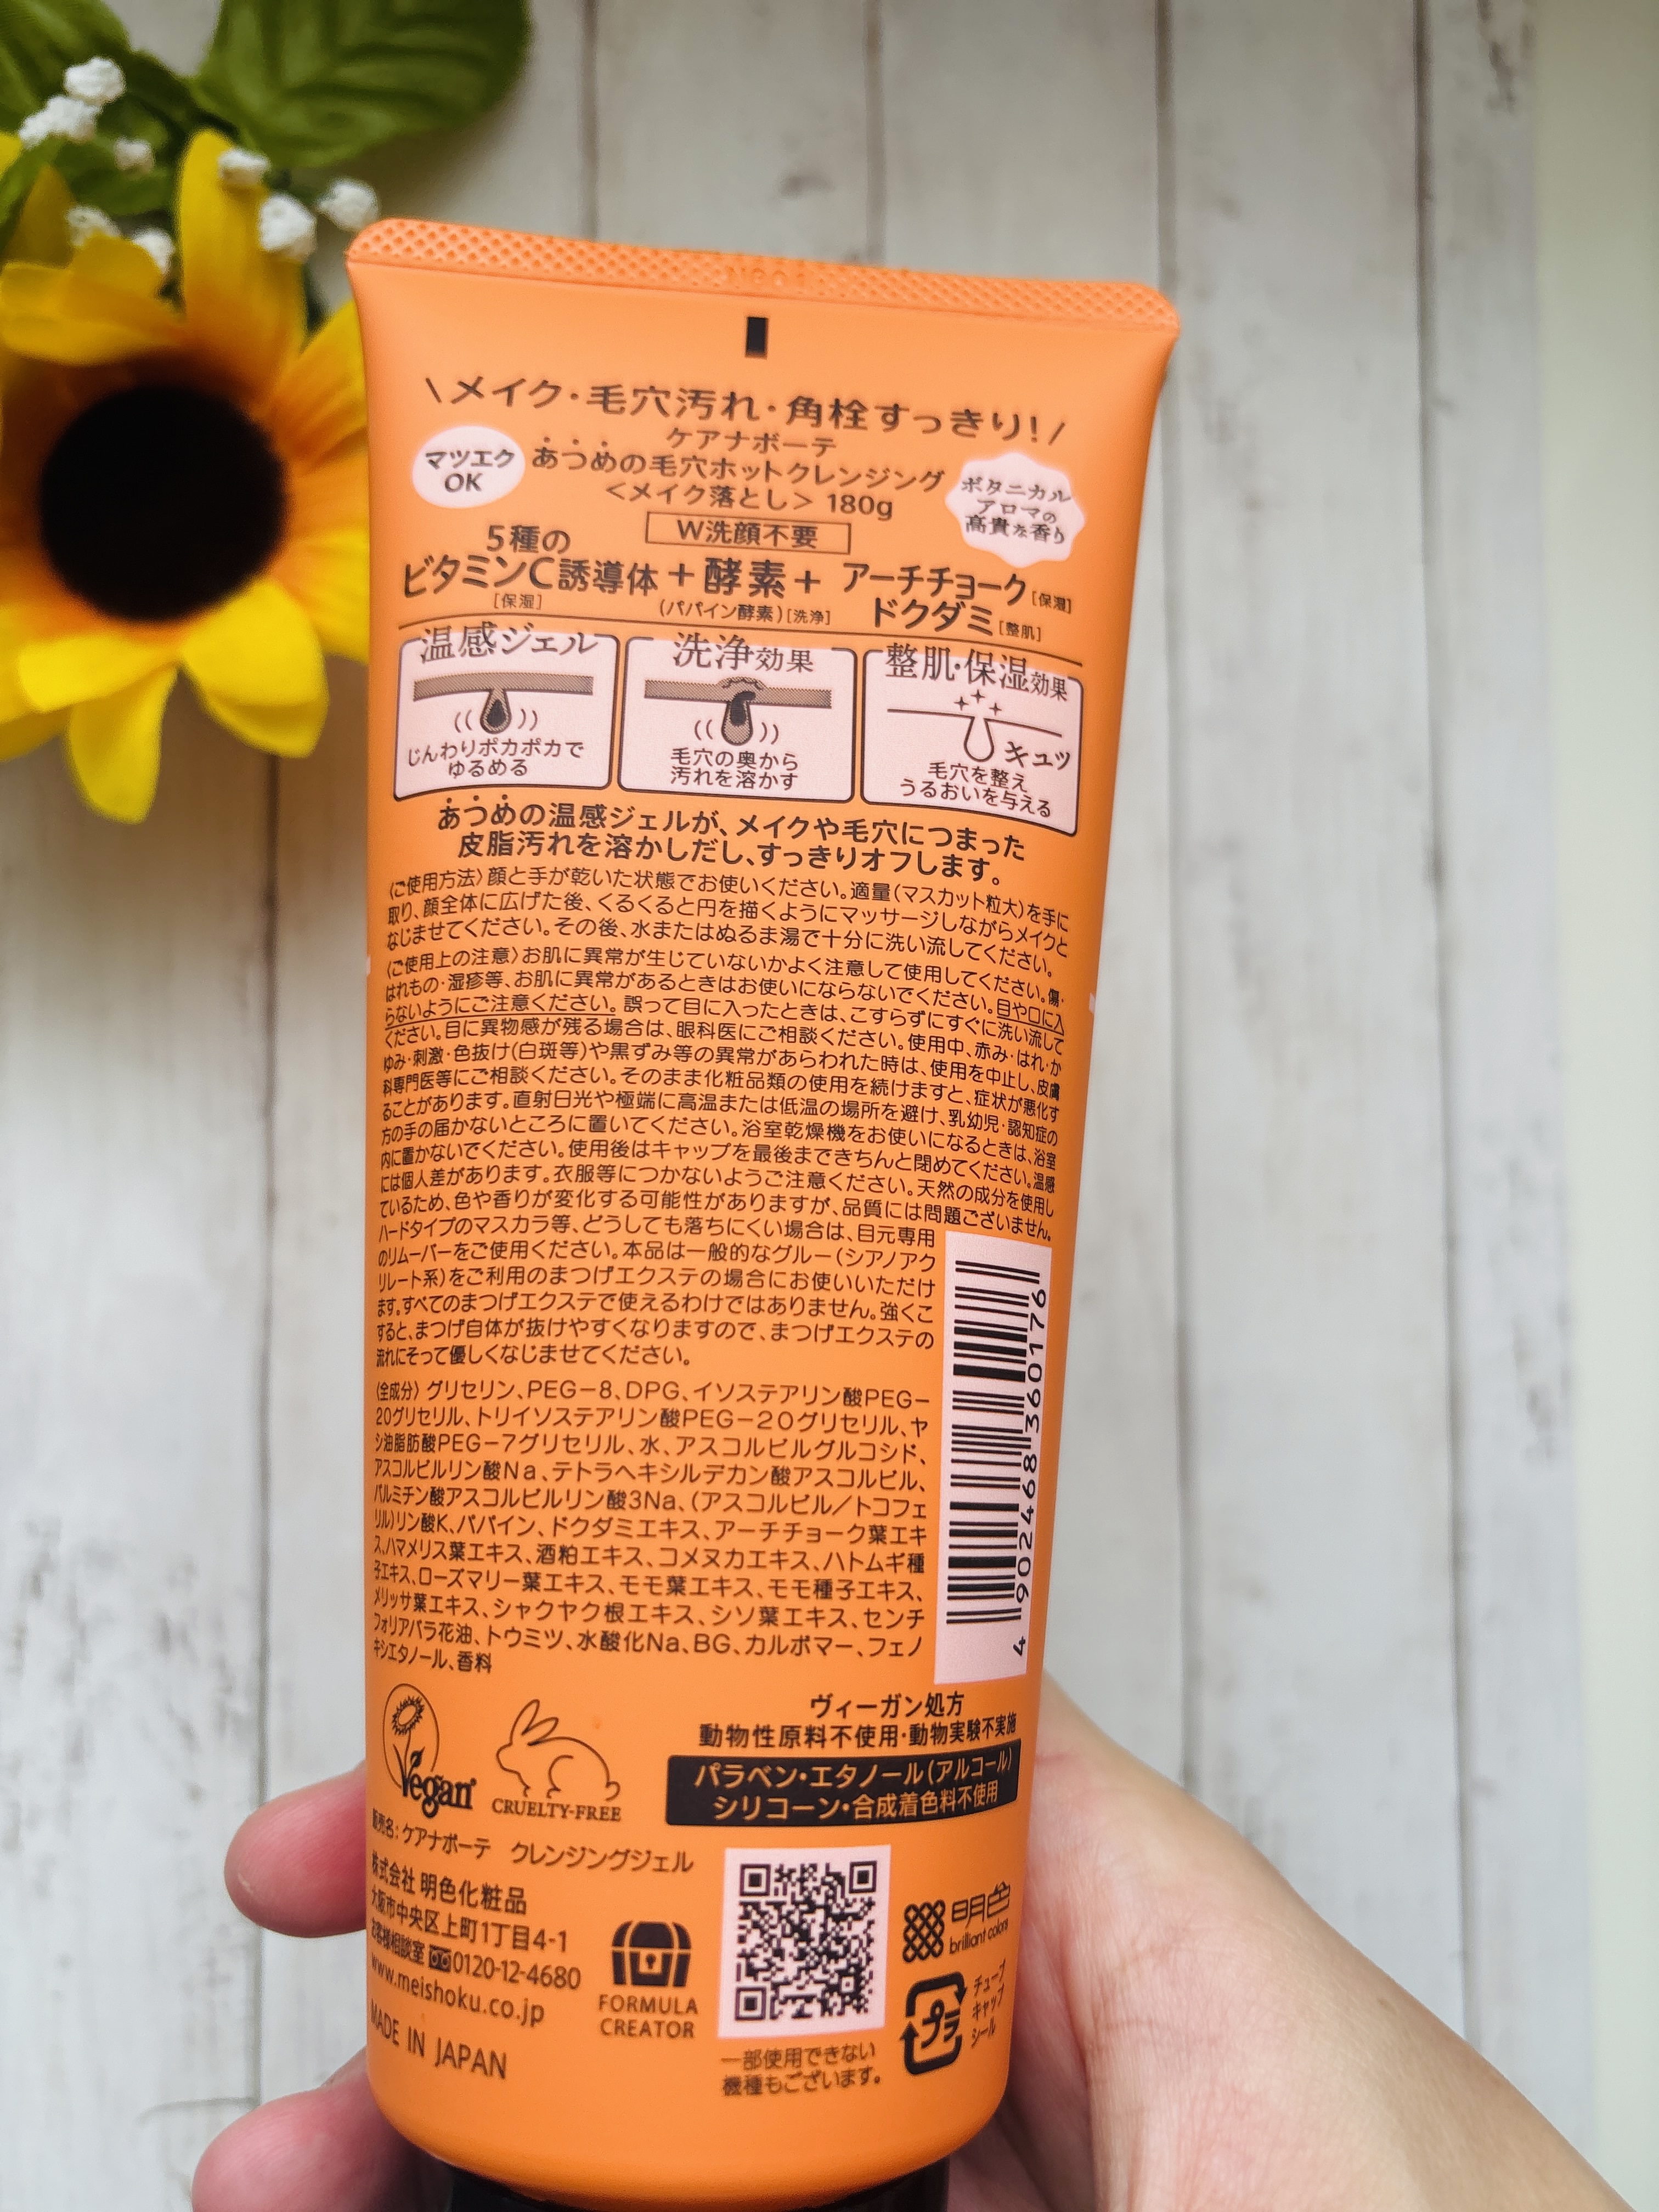 \メイク・毛穴汚れ・角栓すっきり!/
ケアナボーテ
あつめの毛穴ホットクレンジング
<メイク落とし> 180g
マツエク
OK
ボタニカル
アロマの
高貴な香り
W洗顔不要
5種の
ビタミンC誘導体+酵素+アーチチョーク[保湿]
ドクダミ[整肌]
[保湿]
(パパイン酵素)[洗浄]
温感ジェル
じんわりポカポカで
ゆるめる
洗浄効果
毛穴の奥から
汚れを溶かす
整肌・保湿効果
キュッ
毛穴を整え
うるおいを与える
あつめの温感ジェルが、メイクや毛穴につまった
皮脂汚れを溶かしだし、すっきりオフします。
〈ご使用方法〉顔と手が乾いた状態でお使いください。適量(マスカット粒大)を手に
取り、顔全体に広げた後、くるくると円を描くようにマッサージしながらメイクと
なじませてください。その後、水またはぬるま湯で十分に洗い流してください。
〈ご使用上の注意〉お肌に異常が生じていないかよく注意して使用してください。傷・
はれもの・湿疹等、お肌に異常があるときはお使いにならないでください。目や口に入
らないようにご注意ください。誤って目に入ったときは、こすらずにすぐに洗い流して
ください。目に異物感が残る場合は、眼科医にご相談ください。使用中、赤み・はれ・か
ゆみ・刺激・色抜け(白斑等)や黒ずみ等の異常があらわれた時は、使用を中止し、皮膚
科専門医等にご相談ください。そのまま化粧品類の使用を続けますと、症状が悪化す
ることがあります。直射日光や極端に高温または低温の場所を避け、乳幼児・認知症の
方の手の届かないところに置いてください。浴室乾燥機をお使いになるときは、浴室
内に置かないでください。使用後はキャップを最後まできちんと閉めてください。温感
には個人差があります。衣服等につかないようご注意ください。天然の成分を使用し
ているため、色や香りが変化する可能性がありますが、品質には問題ございません。
ハードタイプのマスカラ等、どうしても落ちにくい場合は、目元専用
のリムーバーをご使用ください。本品は一般的なグルー(シアノアク
リレート系)をご利用のまつげエクステの場合にお使いいただけ
ます。すべてのまつげエクステで使えるわけではありません。強くこ
すると、まつげ自体が抜けやすくなりますので、まつげエクステの
流れにそって優しくなじませてください。
〈全成分〉グリセリン、PEG-8、DPG、イソステアリン酸PEG-
20グリセリル、トリイソステアリン酸PEG-20グリセリル、ヤ
シ油脂肪酸PEG-7グリセリル、水、アスコルビルグルコシド、
アスコルビルリン酸Na、テトラヘキシルデカン酸アスコルビル、
パルミチン酸アスコルビルリン酸3Na、(アスコルビル/トコフェ
リル)リン酸K、パパイン、ドクダミエキス、アーチチョーク葉エキ
ス、ハマメリス葉エキス、酒粕エキス、コメヌカエキス、ハトムギ種
子エキス、ローズマリー葉エキス、モモ葉エキス、モモ種子エキス、
メリッサ葉エキス、シャクヤク根エキス、シソ葉エキス、センチ
フォリアバラ花油、トウミツ、水酸化Na、BG、カルボマー、フェノ
キシエタノール、香料
4 902468 360176
Vegan
CRUELTY-FREE
ヴィーガン処方
動物性原料不使用・動物実験不実施
パラベン・エタノール(アルコール)
シリコーン・合成着色料不使用
販売名:ケアナボーテ クレンジングジェル
株式会社 明色化粧品
大阪市中央区上町1丁目4-1
お客様相談室 0120-12-4680
www.meishoku.co.jp
MADE IN JAPAN
FORMULA
CREATOR
一部使用できない
機種もございます。
明色
brilliant colors
プラ
チューブ
キャップ
シール